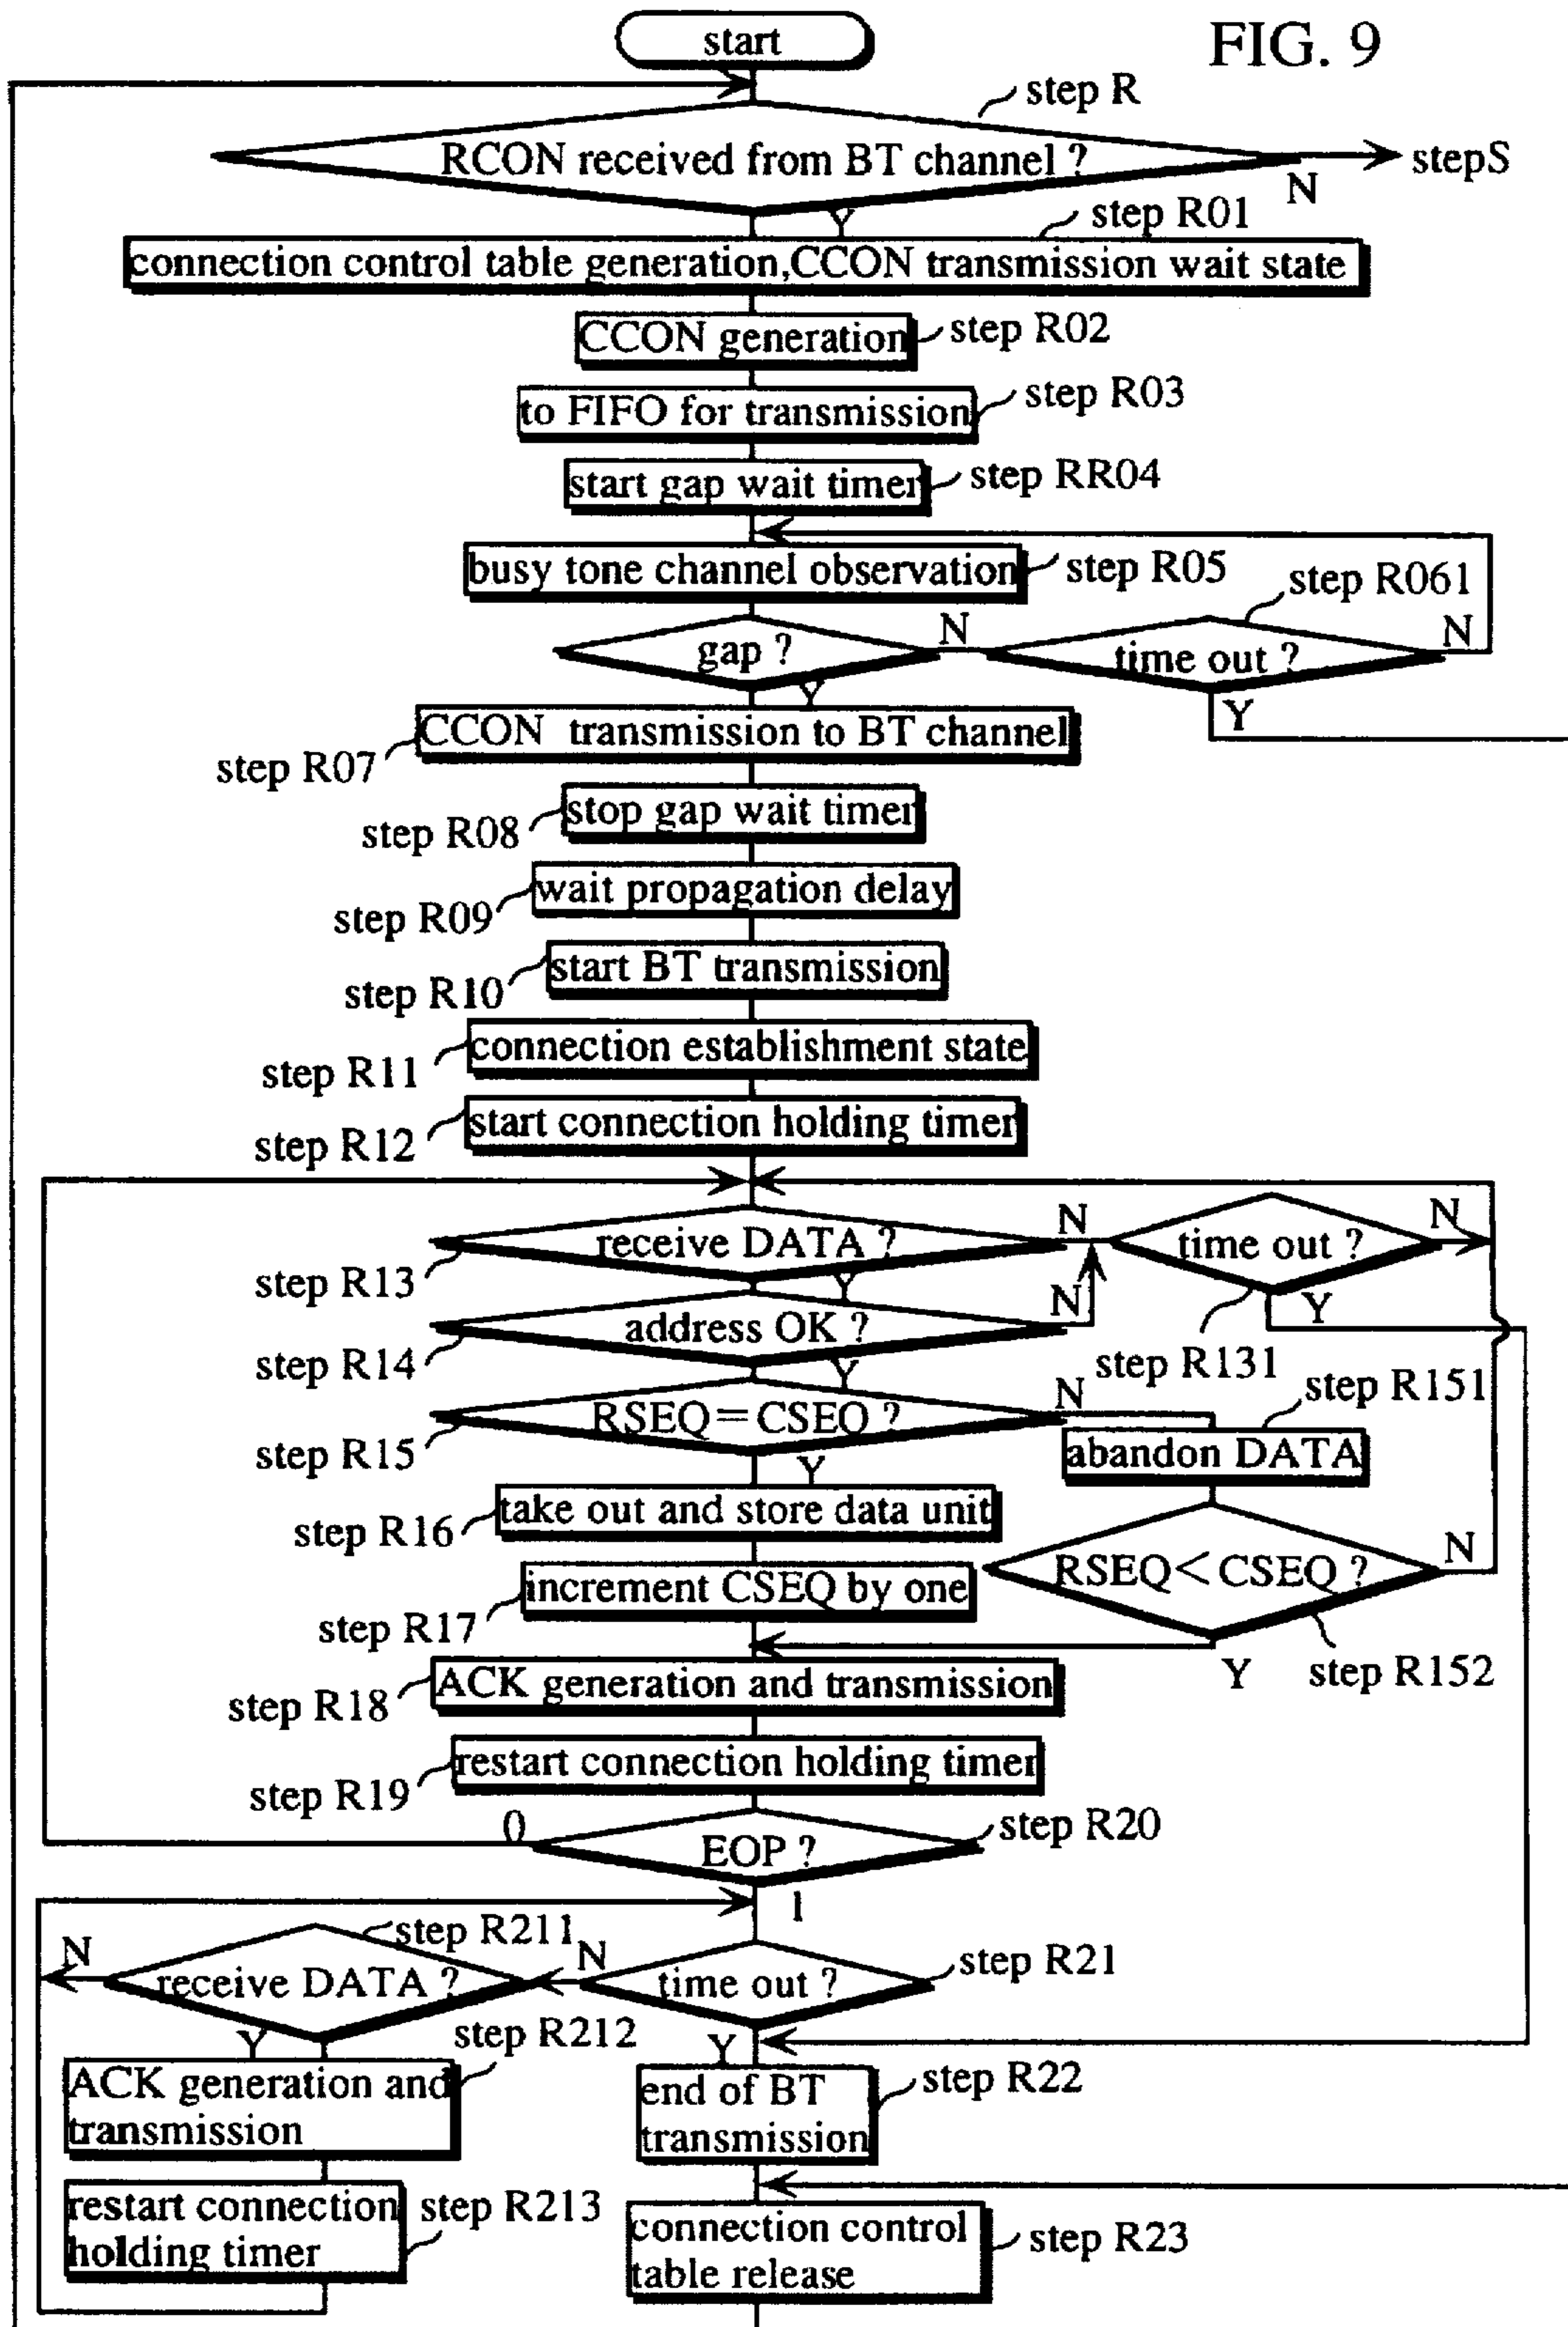 FIG. 9
start
step R
RCON received from BT channel ?
stepS
N
Y
step R01
connection control table generation,CCON transmission wait state
CCON generation
step R02
to FIFO for transmission
step R03
start gap wait timer
step RR04
busy tone channel observation
step R05
step R061
gap ?
N
time out ?
N
Y
Y
CCON transmission to BT channel
step R07
stop gap wait timer
step R08
wait propagation delay
step R09
start BT transmission
step R10
connection establishment state
step R11
start connection holding timer
step R12
receive DATA ?
N
time out ?
N
step R13
Y
Y
address OK ?
N
step R14
step R131
Y
step R151
RSEQ=CSEQ ?
N
step R15
abandon DATA
Y
take out and store data unit
step R16
RSEQ<CSEQ ?
N
increment CSEQ by one
step R17
Y
step R152
ACK generation and transmission
step R18
restart connection holding timer
step R19
0
EOP ?
step R20
1
step R211
N
receive DATA ?
N
time out ?
step R21
Y
step R212
Y
ACK generation and
transmission
end of BT
transmission
step R22
restart connection
holding timer
step R213
connection control
table release
step R23